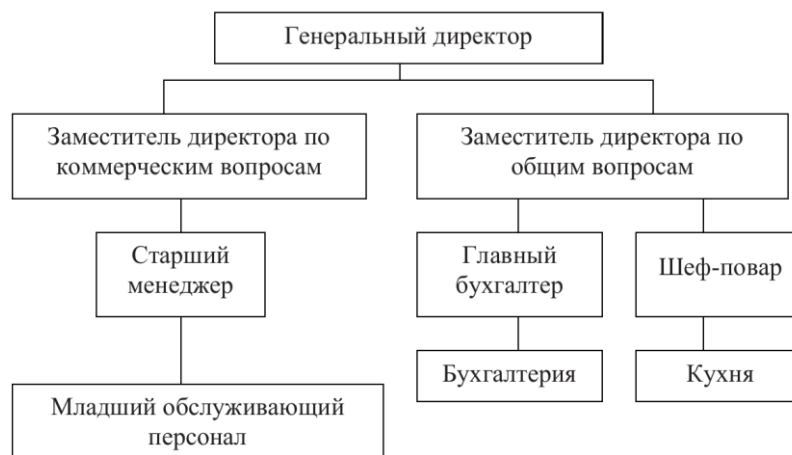 Генеральный директор
Заместитель директора по
коммерческим вопросам
Заместитель директора по
общим вопросам
Старший
менеджер
Главный
бухгалтер
Шеф-повар
Бухгалтерия
Кухня
Младший обслуживающий
персонал